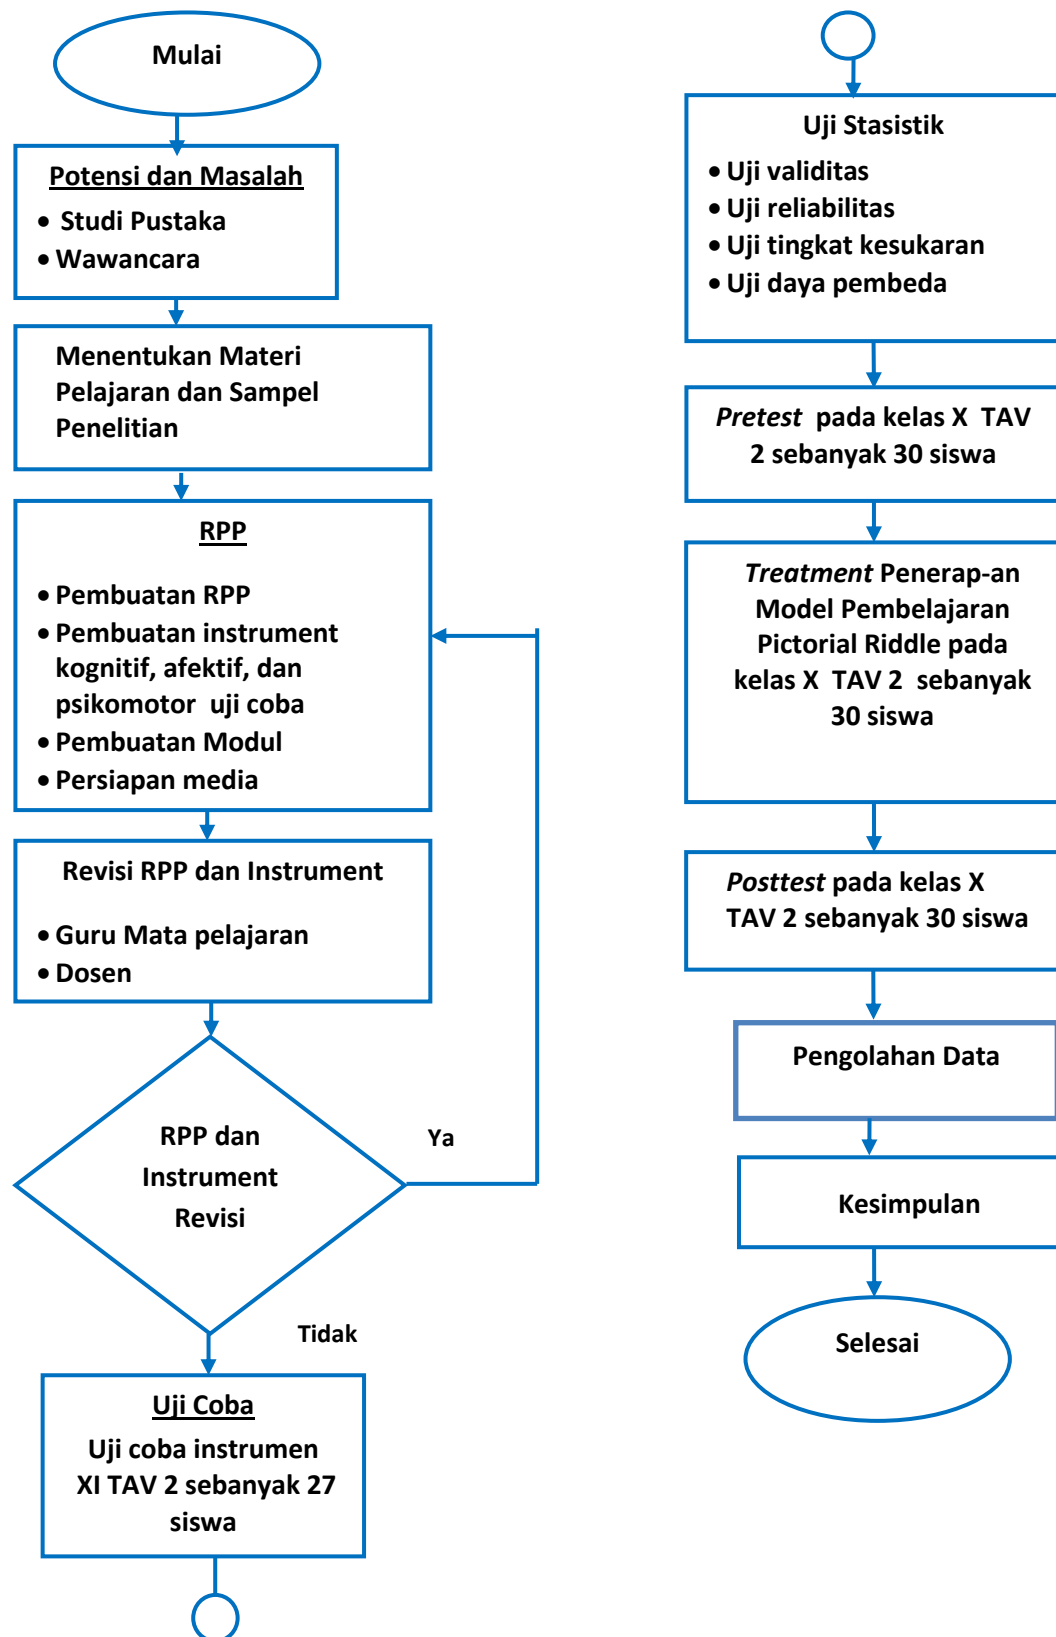 Mulai
Potensi dan Masalah
• Studi Pustaka
• Wawancara
Menentukan Materi
Pelajaran dan Sampel
Penelitian
RPP
• Pembuatan RPP
• Pembuatan instrument
kognitif, afektif, dan
psikomotor uji coba
• Pembuatan Modul
• Persiapan media
Revisi RPP dan Instrument
• Guru Mata pelajaran
• Dosen
RPP dan
Instrument
Revisi
Ya
Tidak
Uji Coba
Uji coba instrumen
XI TAV 2 sebanyak 27
siswa
Uji Stasistik
• Uji validitas
• Uji reliabilitas
• Uji tingkat kesukaran
• Uji daya pembeda
Pretest pada kelas X TAV
2 sebanyak 30 siswa
Treatment Penerap-an
Model Pembelajaran
Pictorial Riddle pada
kelas X TAV 2 sebanyak
30 siswa
Posttest pada kelas X
TAV 2 sebanyak 30 siswa
Pengolahan Data
Kesimpulan
Selesai